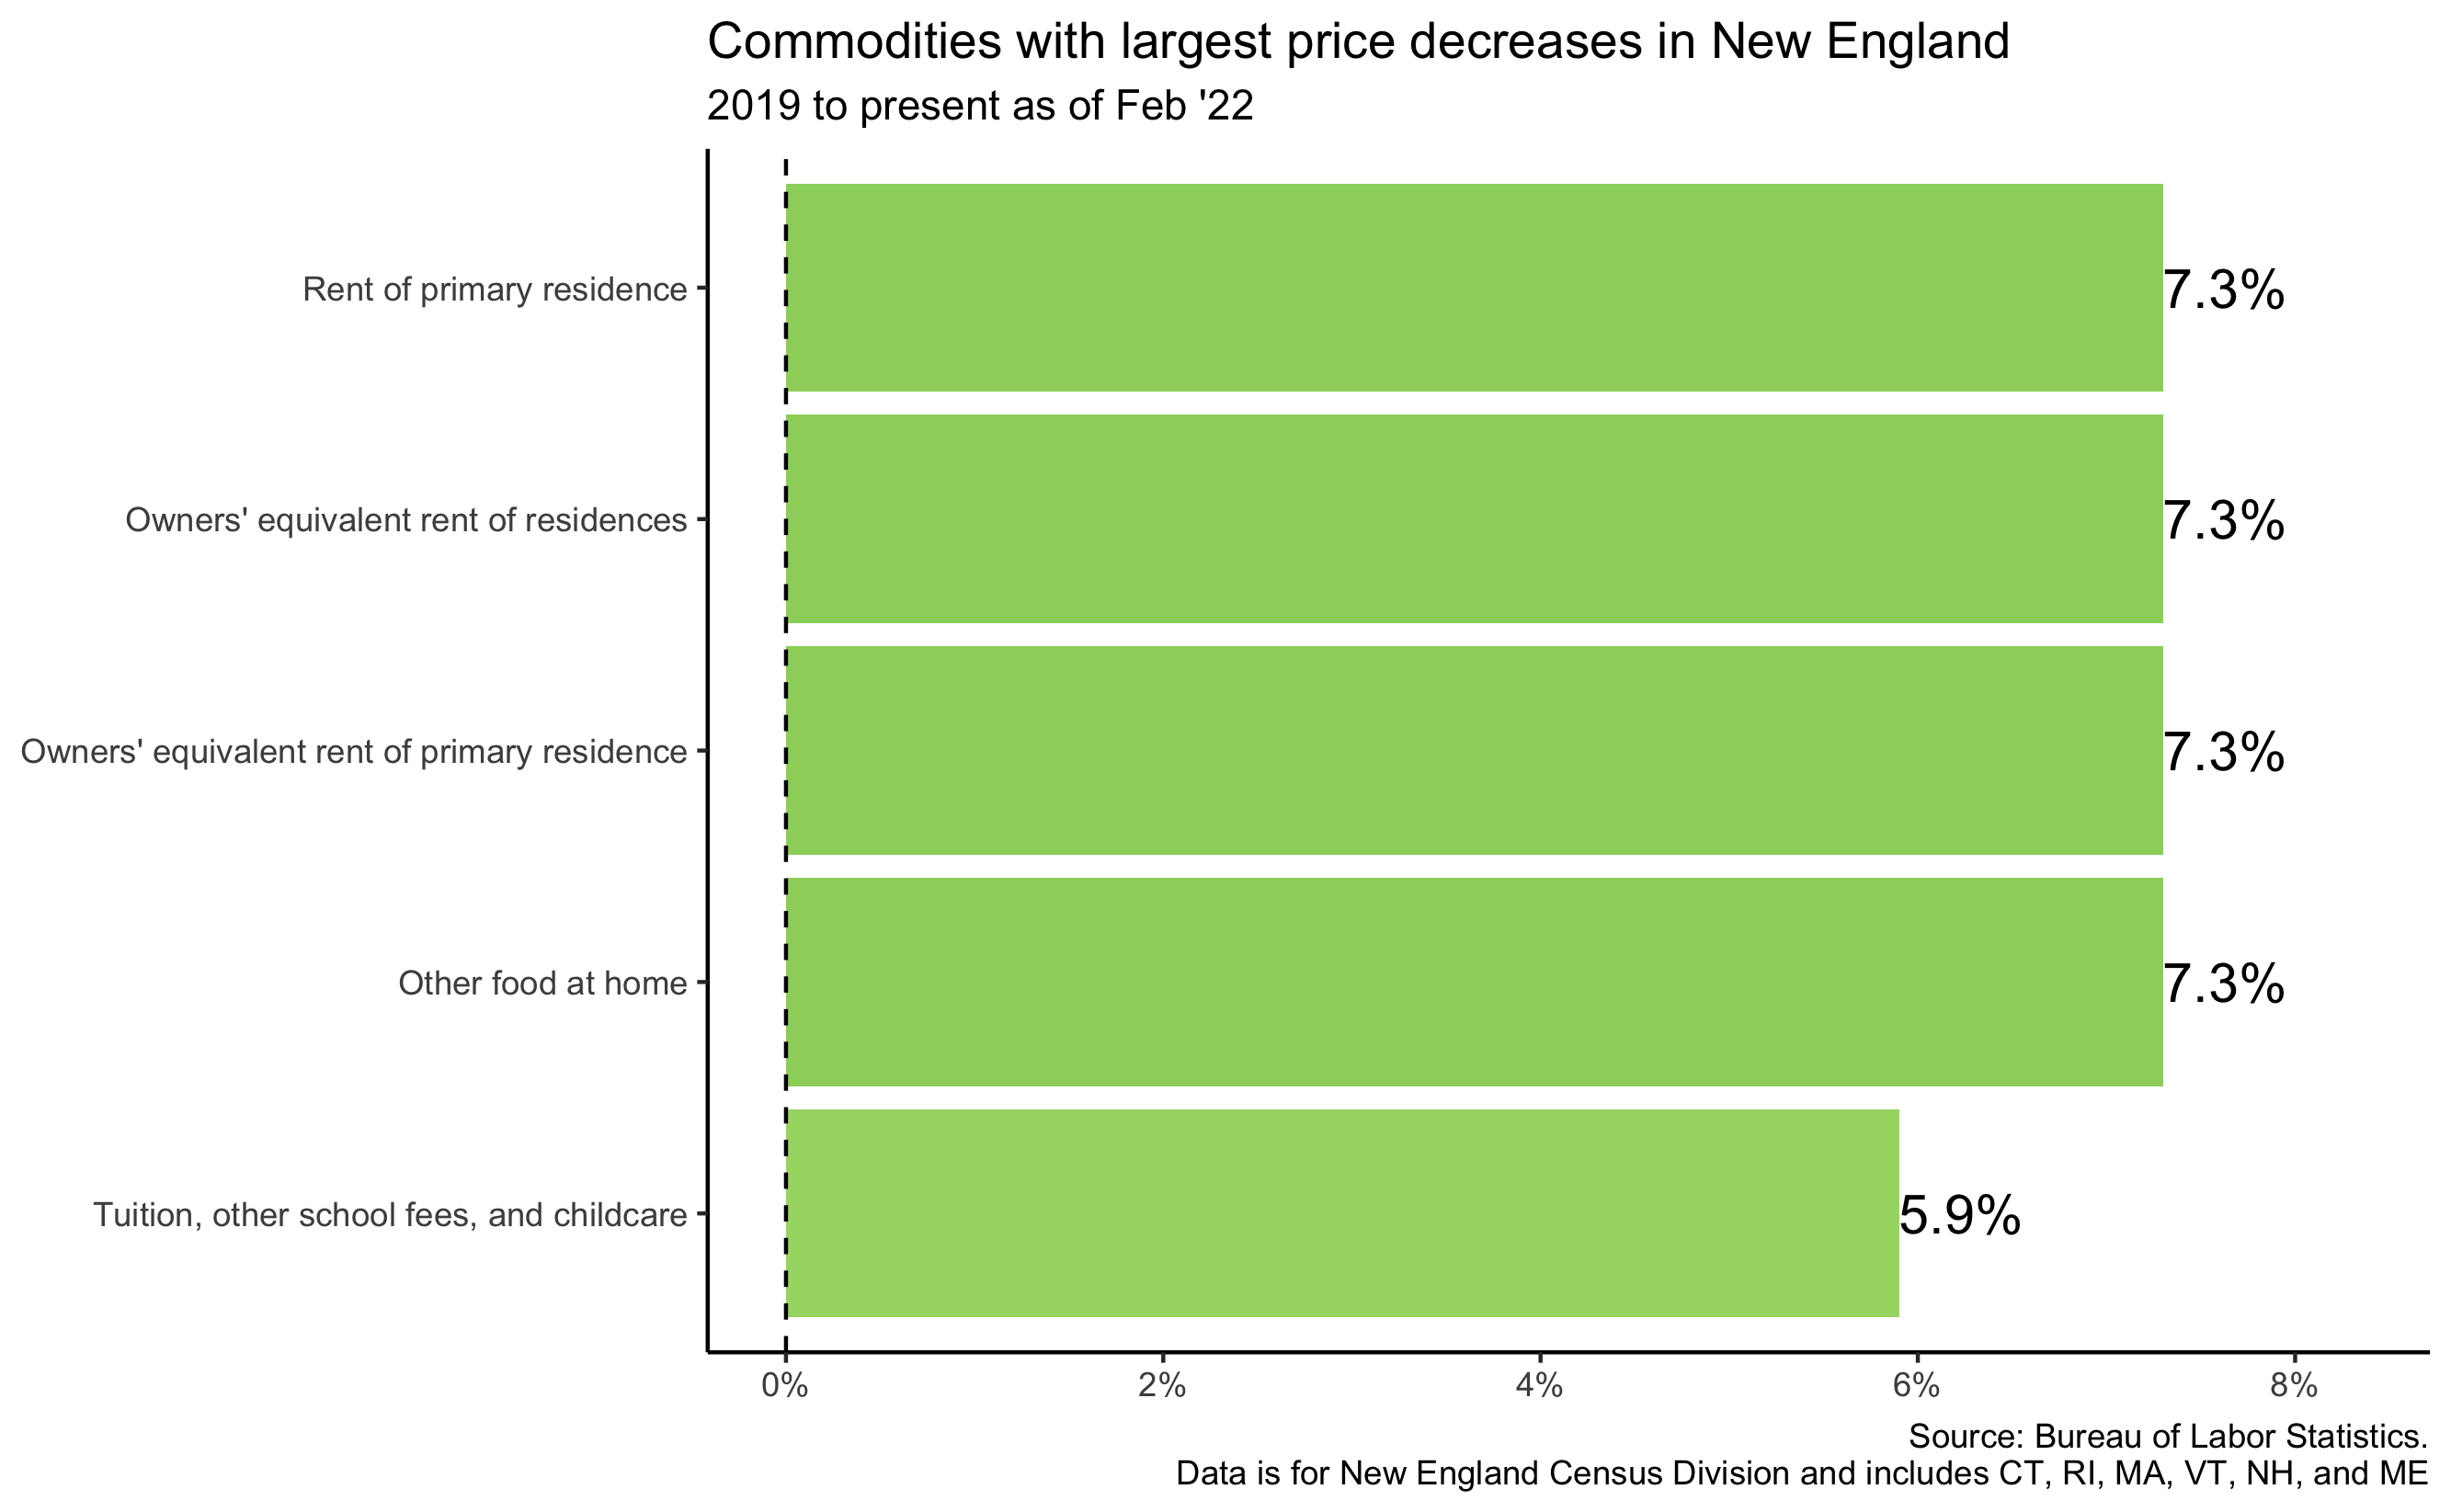 Commodities with largest price decreases in New England
2019 to present as of Feb '22
Rent of primary residence
7.3%
Owners' equivalent rent of residences
7.3%
Owners' equivalent rent of primary residence
7.3%
Other food at home
7.3%
Tuition, other school fees, and childcare
5.9%
0% 2% 4% 6% 8%
Source: Bureau of Labor Statistics.
Data is for New England Census Division and includes CT, RI, MA, VT, NH, and ME